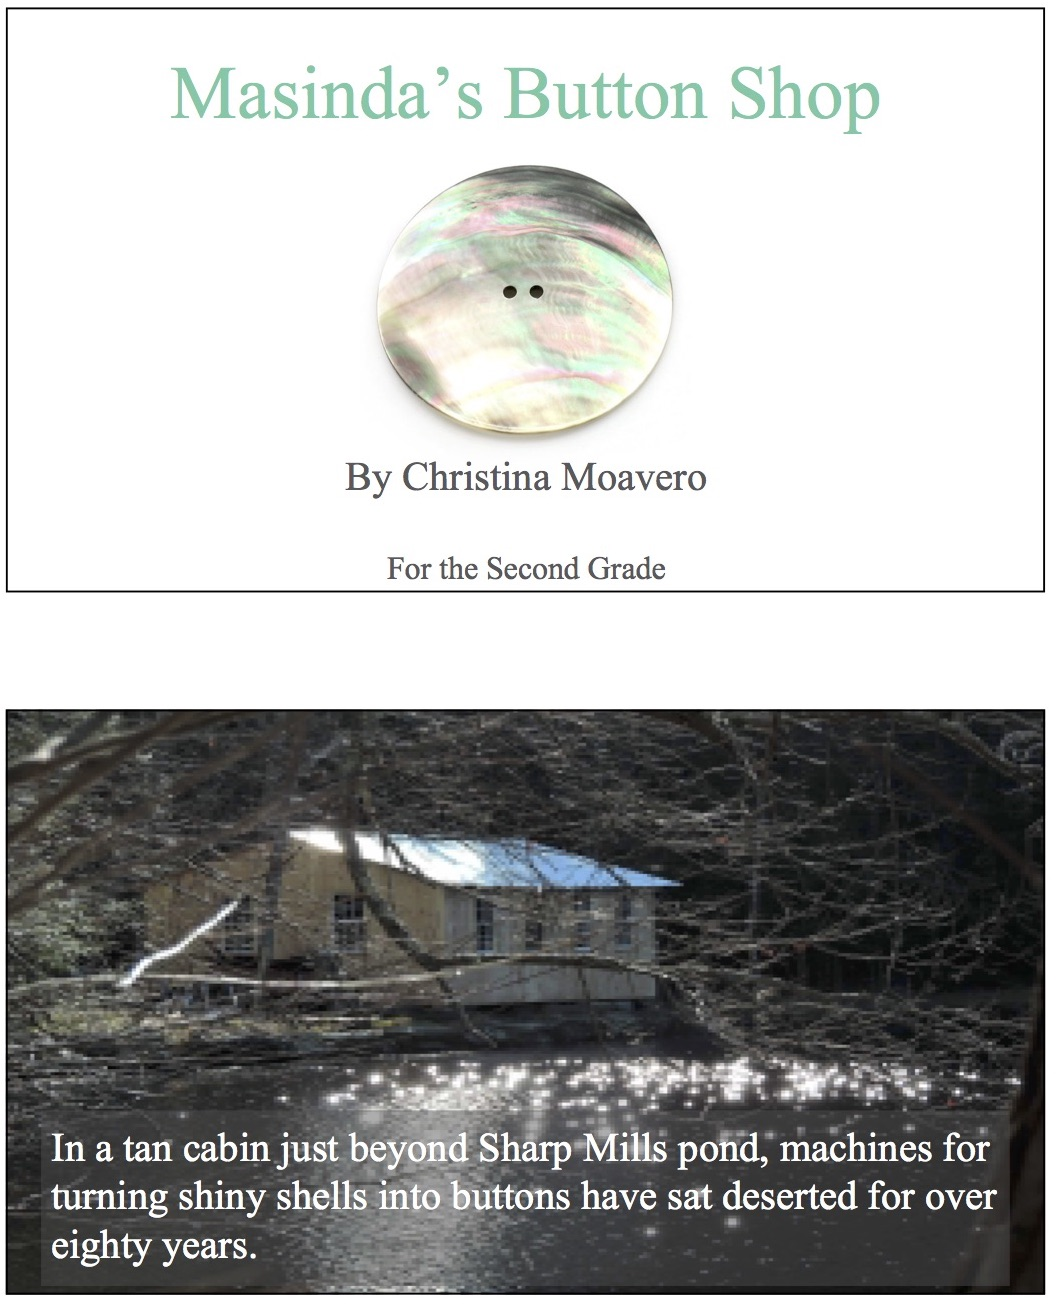 Masinda’s Button Shop
By Christina Moavero
For the Second Grade
In a tan cabin just beyond Sharp Mills pond, machines for
turning shiny shells into buttons have sat deserted for over
eighty years.